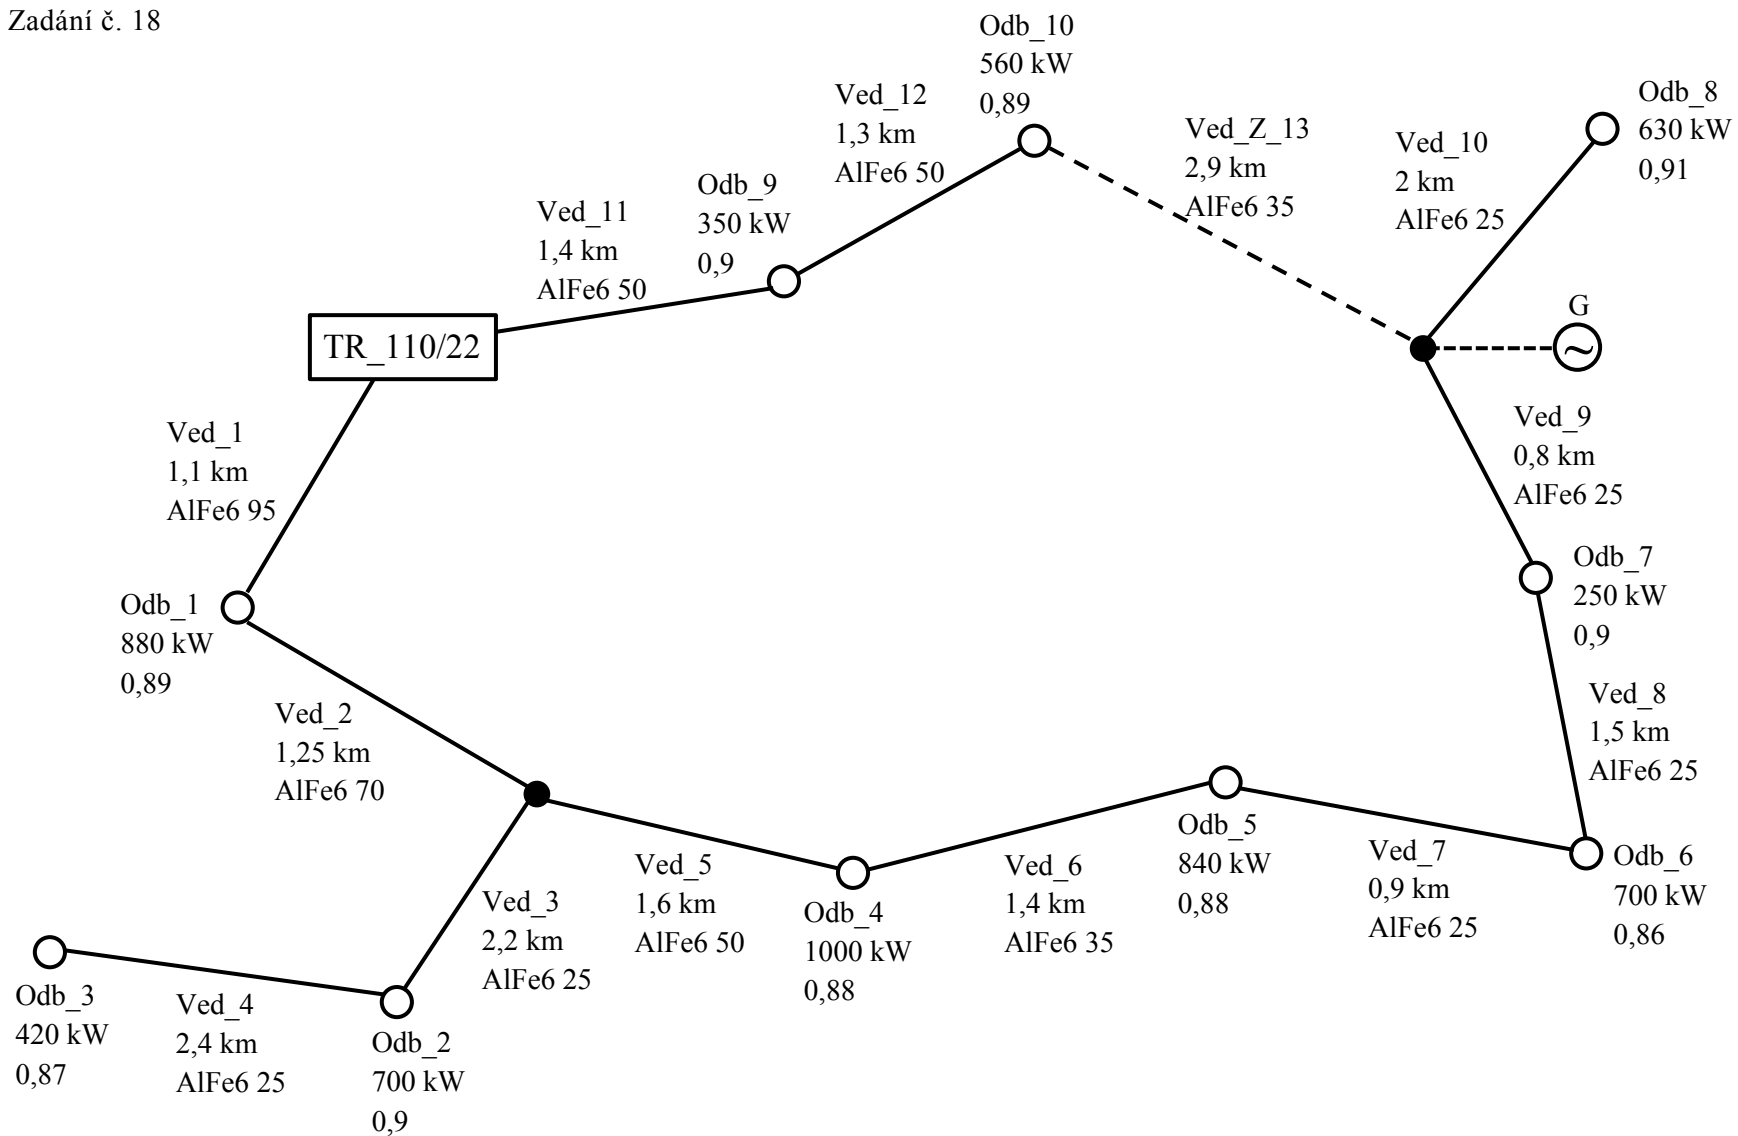 Zadání č. 18
Odb_10
560 kW
0,89
Ved_12
1,3 km
AlFe6 50
Ved_Z_13
2,9 km
AlFe6 35
Ved_10
2 km
AlFe6 25
Odb_8
630 kW
0,91
Odb_9
350 kW
0,9
Ved_11
1,4 km
AlFe6 50
TR_110/22
G
~
Ved_1
1,1 km
AlFe6 95
Ved_9
0,8 km
AlFe6 25
Odb_1
880 kW
0,89
Odb_7
250 kW
0,9
Ved_2
1,25 km
AlFe6 70
Ved_8
1,5 km
AlFe6 25
Ved_5
1,6 km
AlFe6 50
Ved_6
1,4 km
AlFe6 35
Odb_5
840 kW
0,88
Ved_7
0,9 km
AlFe6 25
Odb_6
700 kW
0,86
Ved_3
2,2 km
AlFe6 25
Odb_4
1000 kW
0,88
Odb_3
420 kW
0,87
Ved_4
2,4 km
AlFe6 25
Odb_2
700 kW
0,9